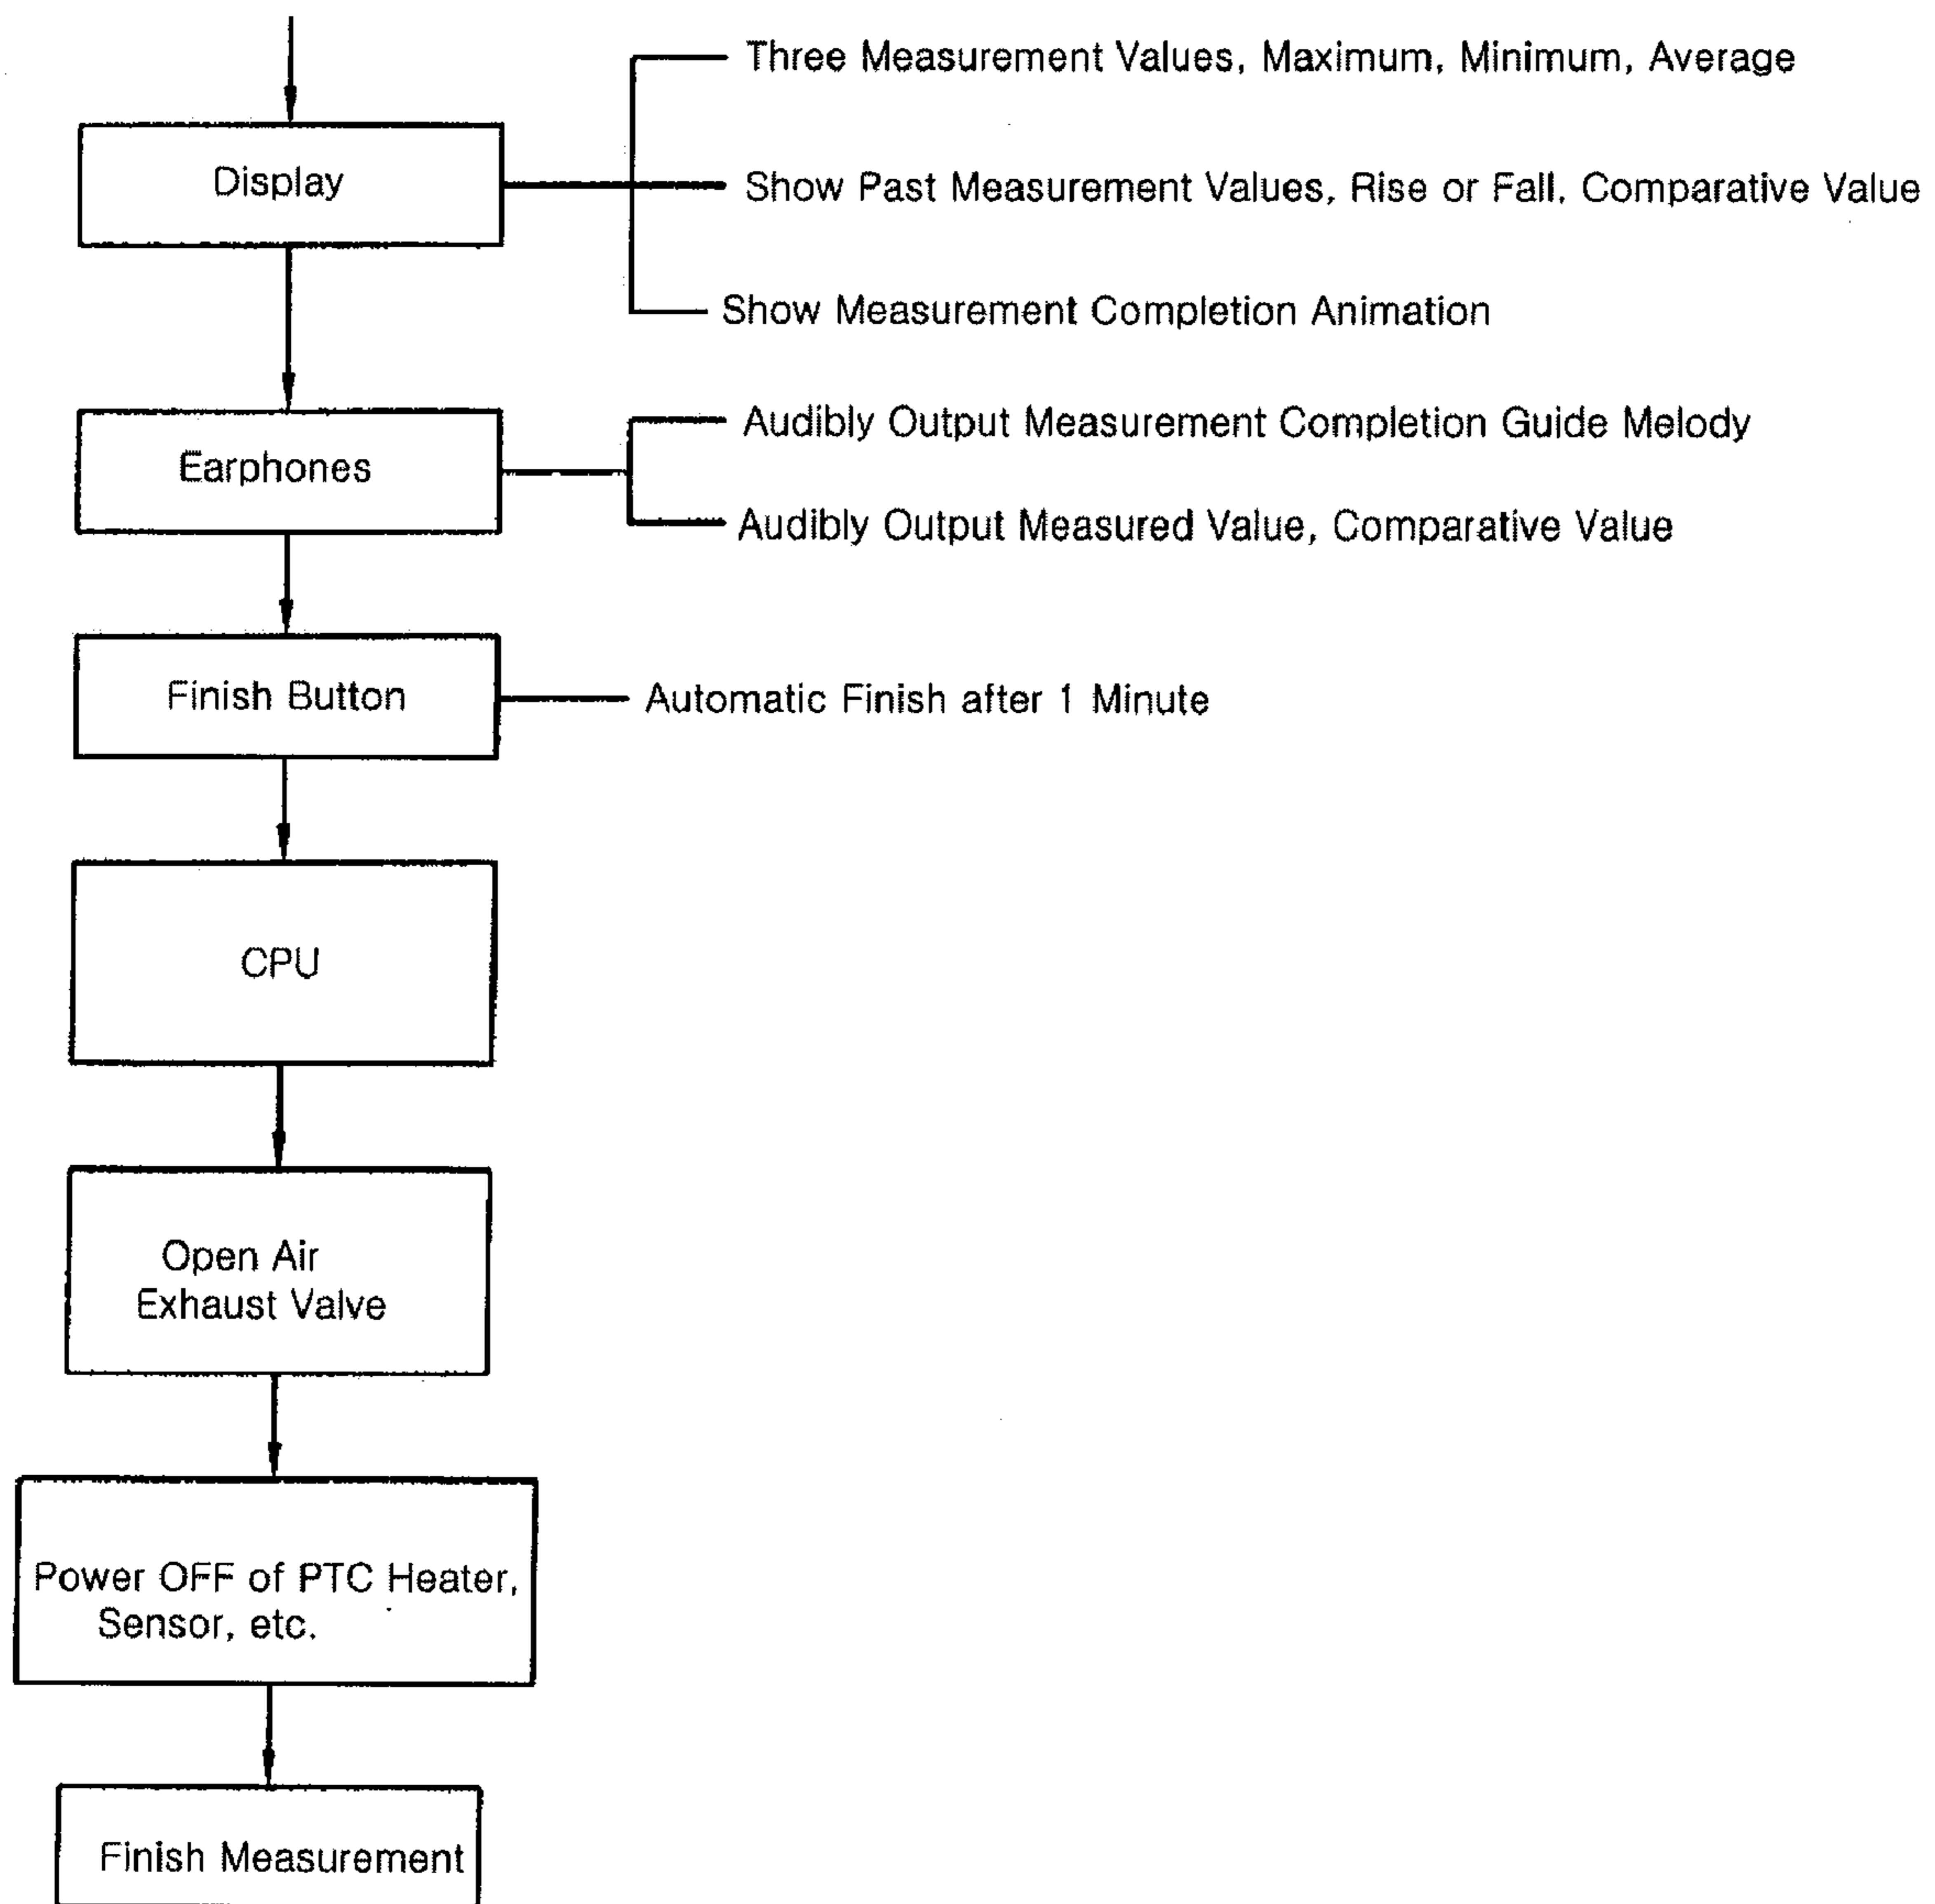 Three Measurement Values, Maximum, Minimum, Average
Display
Show Past Measurement Values, Rise or Fall, Comparative Value
Show Measurement Completion Animation
Audibly Output Measurement Completion Guide Melody
Earphones
Audibly Output Measured Value, Comparative Value
Finish Button
Automatic Finish after 1 Minute
CPU
Open Air
Exhaust Valve
Power OFF of PTC Heater,
Sensor, etc.
Finish Measurement